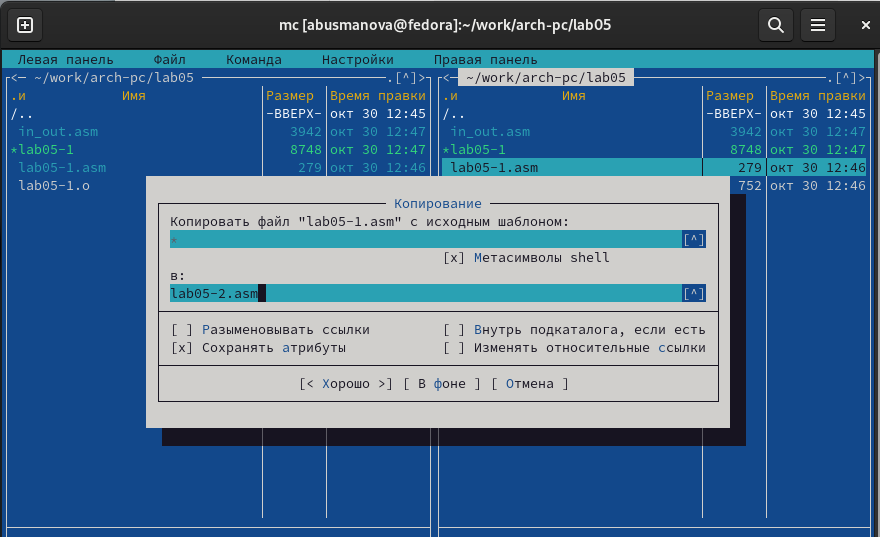 mc [abusmanova@fedora]:~/work/arch-pc/lab05
Левая панель Файл Команда Настройки Правая панель
<─ ~/work/arch-pc/lab05 .[^]>
.и Имя Размер Время правки
/.. -ВВЕРХ- окт 30 12:45
in_out.asm 3942 окт 30 12:47
*lab05-1 8748 окт 30 12:47
lab05-1.asm 279 окт 30 12:46
lab05-1.o
<─ ~/work/arch-pc/lab05 .[^]>
.и Имя Размер Время правки
/.. -ВВЕРХ- окт 30 12:45
in_out.asm 3942 окт 30 12:47
*lab05-1 8748 окт 30 12:47
lab05-1.asm 279 окт 30 12:46
752 окт 30 12:46
Копирование
Копировать файл "lab05-1.asm" с исходным шаблоном:
* [^]
[x] Метасимволы shell
в:
lab05-2.asm [^]
[ ] Разыменовывать ссылки [ ] Внутрь подкаталога, если есть
[x] Сохранять атрибуты [ ] Изменять относительные ссылки
[< Хорошо >] [ В фоне ] [ Отмена ]